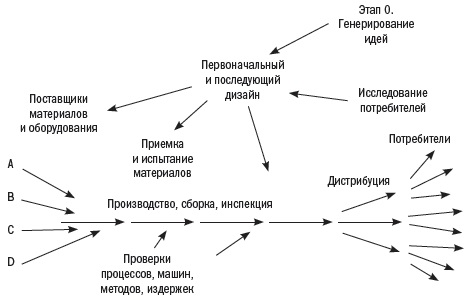 Этап 0.
Генерирование
идей
Первоначальный
и последующий
дизайн
Исследование
потребителей
Поставщики
материалов
и оборудования
Приемка
и испытание
материалов
Потребители
Дистрибуция
A
B
C
D
Производство, сборка, инспекция
Проверки
процессов, машин,
методов, издержек